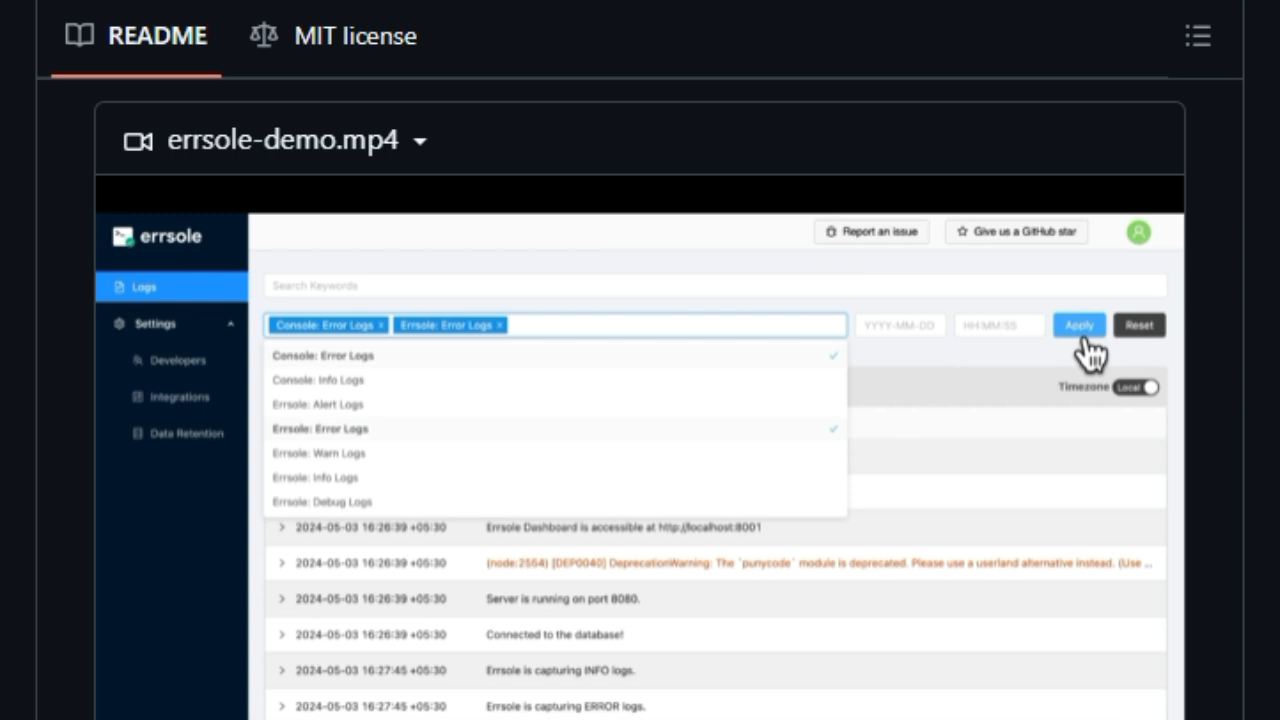 README MIT license
errsole-demo.mp4
errsole
Report an issue Give us a GitHub star
Logs
Search Keywords
Settings
Console: Error Logs × Errsole: Error Logs × YYYY-MM-DD HH:MM:SS Apply Reset
Console: Error Logs
Developers
Console: Info Logs
Timezone Local
Integrations
Errsole: Alert Logs
Data Retention
Errsole: Error Logs
Errsole: Warn Logs
Errsole: Info Logs
Errsole: Debug Logs
2024-05-03 16:26:39 +05:30 Errsole Dashboard is accessible at http://localhost:8001
2024-05-03 16:26:39 +05:30 (node:2554) [DEP0040] DeprecationWarning: The `punycode` module is deprecated. Please use a userland alternative instead. (Use ...
2024-05-03 16:26:39 +05:30 Server is running on port 8080.
2024-05-03 16:26:39 +05:30 Connected to the database!
2024-05-03 16:27:45 +05:30 Errsole is capturing INFO logs.
2024-05-03 16:27:45 +05:30 Errsole is capturing ERROR logs.